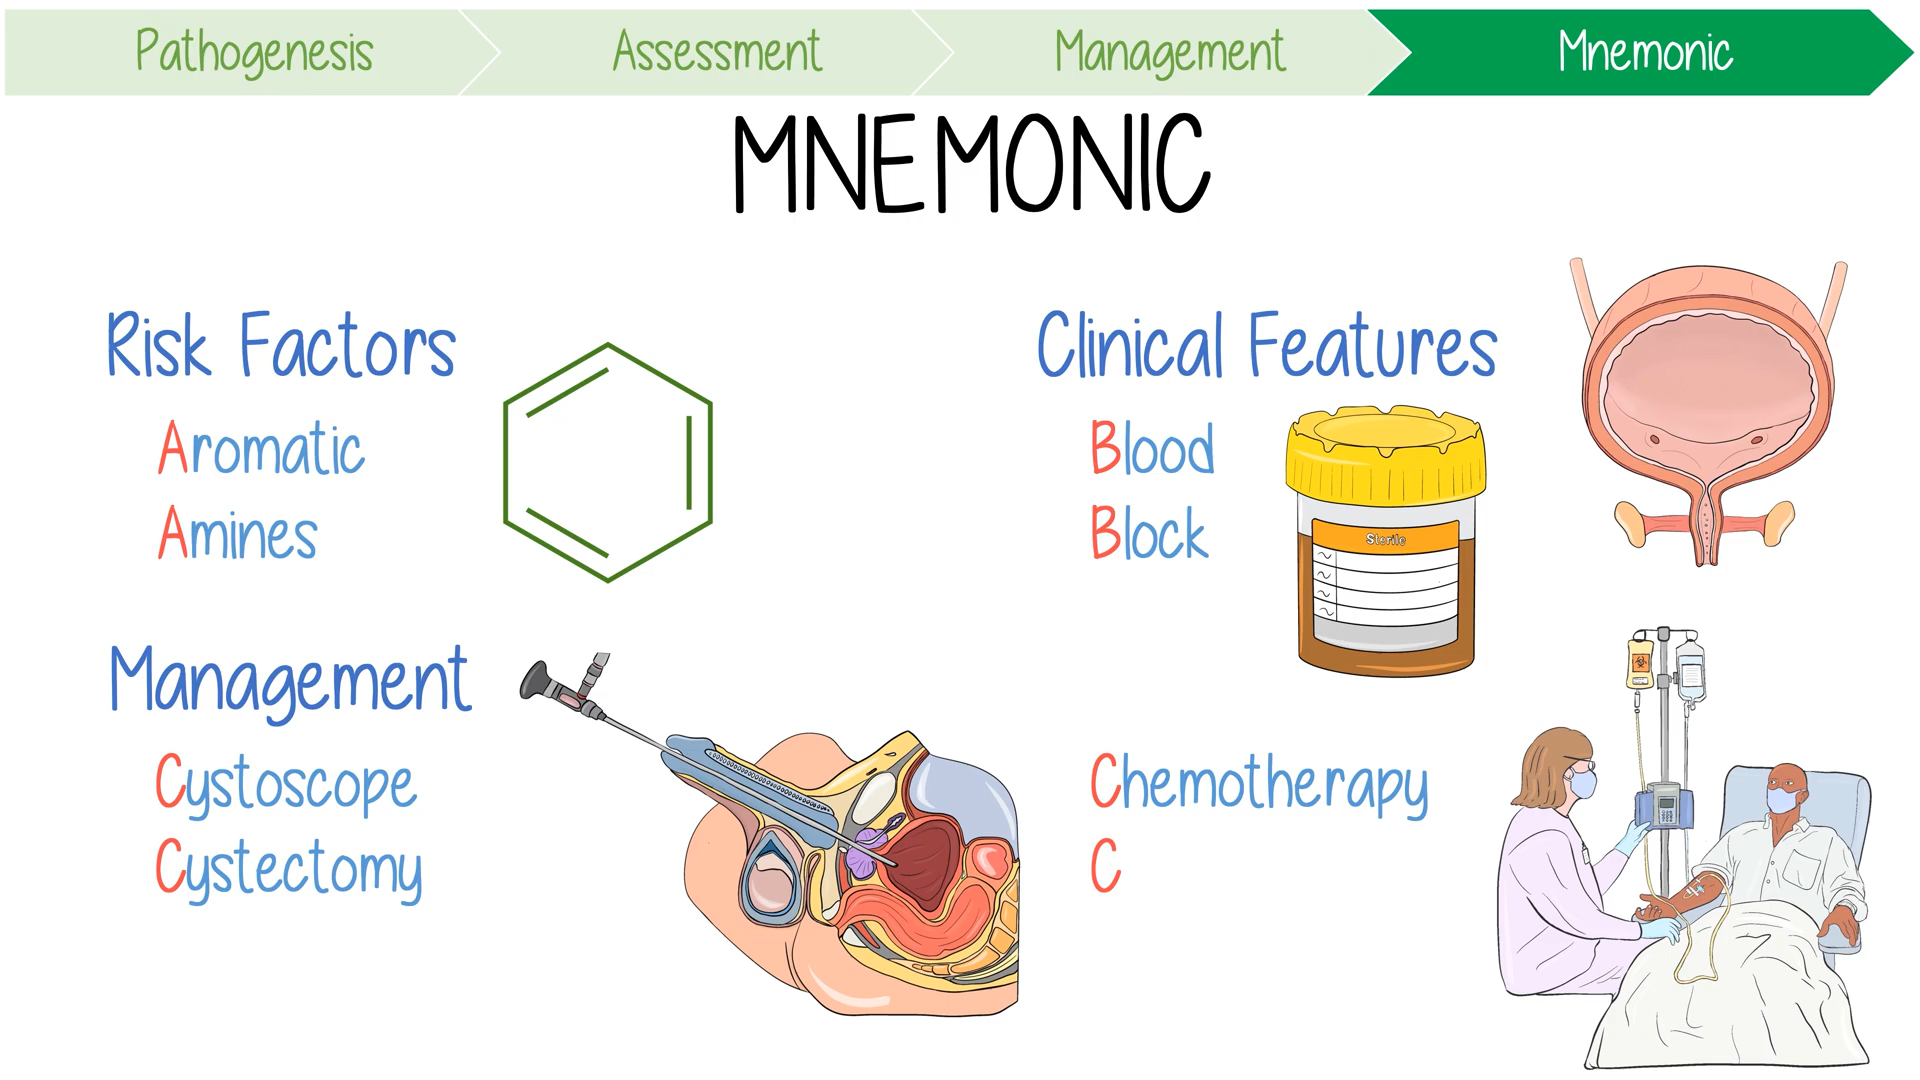 Pathogenesis
Assessment
Management
Mnemonic
MNEMONIC
Risk Factors
Aromatic
Amines
Clinical Features
Blood
Block
Sterile
Management
Cystoscope
Cystectomy
Chemotherapy
C